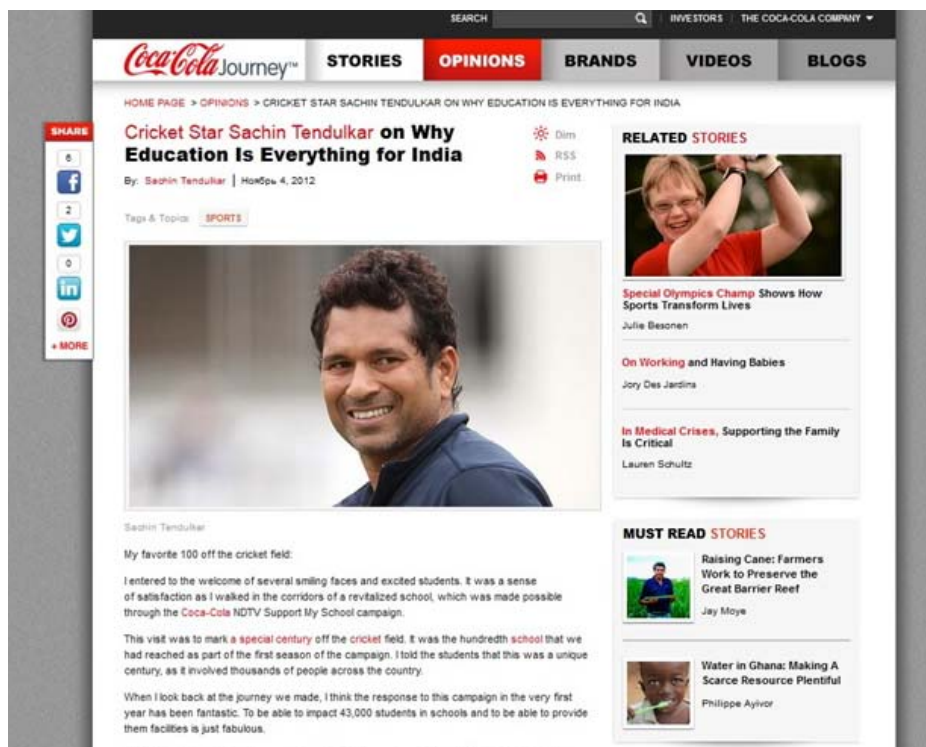 SEARCH
INVESTORS
THE COCA-COLA COMPANY
Coca-Cola Journey™
STORIES
OPINIONS
BRANDS
VIDEOS
BLOGS
HOME PAGE > OPINIONS > CRICKET STAR SACHIN TENDULKAR ON WHY EDUCATION IS EVERYTHING FOR INDIA
SHARE
6
2
0
in
+ MORE
Cricket Star Sachin Tendulkar on Why
Education Is Everything for India
By: Sachin Tendulkar | Ноябрь 4, 2012
Dim
RSS
Print
Tags & Topics: SPORTS
Sachin Tendulkar
My favorite 100 off the cricket field:
I entered to the welcome of several smiling faces and excited students. It was a sense
of satisfaction as I walked in the corridors of a revitalized school, which was made possible
through the Coca-Cola NDTV Support My School campaign.
This visit was to mark a special century off the cricket field. It was the hundredth school that we
had reached as part of the first season of the campaign. I told the students that this was a unique
century, as it involved thousands of people across the country.
When I look back at the journey we made, I think the response to this campaign in the very first
year has been fantastic. To be able to impact 43,000 students in schools and to be able to provide
them facilities is just fabulous.
RELATED STORIES
Special Olympics Champ Shows How
Sports Transform Lives
Julie Besonen
On Working and Having Babies
Jory Des Jardins
In Medical Crises, Supporting the Family
Is Critical
Lauren Schultz
MUST READ STORIES
Raising Cane: Farmers
Work to Preserve the
Great Barrier Reef
Jay Moye
Water in Ghana: Making A
Scarce Resource Plentiful
Philippe Ayivor